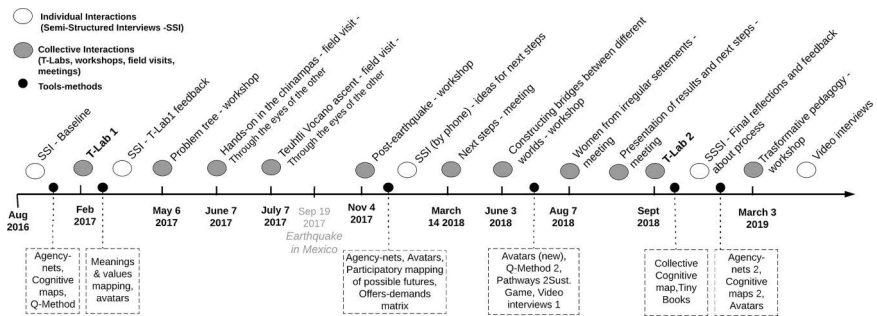 Individual Interactions
(Semi-Structured Interviews -SSI)
Collective Interactions
(T-Labs, workshops, field visits,
meetings)
Tools-methods
SSI - Baseline
T-Lab 1
SSI - T-Lab1 feedback
Problem tree - workshop
Hands-on in the chinampas - field visit -
Through the eyes of the other
Teuhtli Vocano ascent - field visit -
Through the eyes of the other
Post-earthquake - workshop
SSI (by phone) - ideas for next steps
Next steps - meeting
Constructing bridges between different
worlds - workshop
Women from irregular settements -
meeting
Presentation of results and next steps -
meeting
T-Lab 2
SSSI - Final reflections and feedback
about process
Trasformative pedagogy -
workshop
Video interviews
Aug
2016
Feb
2017
May 6
2017
June 7
2017
July 7
2017
Sep 19
2017
Earthquake
in Mexico
Nov 4
2017
March
14 2018
June 3
2018
Aug 7
2018
Sept
2018
March 3
2019
Agency-
nets,
Cognitive
maps,
Q-Method
Meanings
& values
mapping,
avatars
Agency-nets, Avatars,
Participatory mapping
of possible futures,
Offers-demands
matrix
Avatars (new),
Q-Method 2,
Pathways 2Sust.
Game, Video
interviews 1
Collective
Cognitive
map,Tiny
Books
Agency-
nets 2,
Cognitive
maps 2,
Avatars